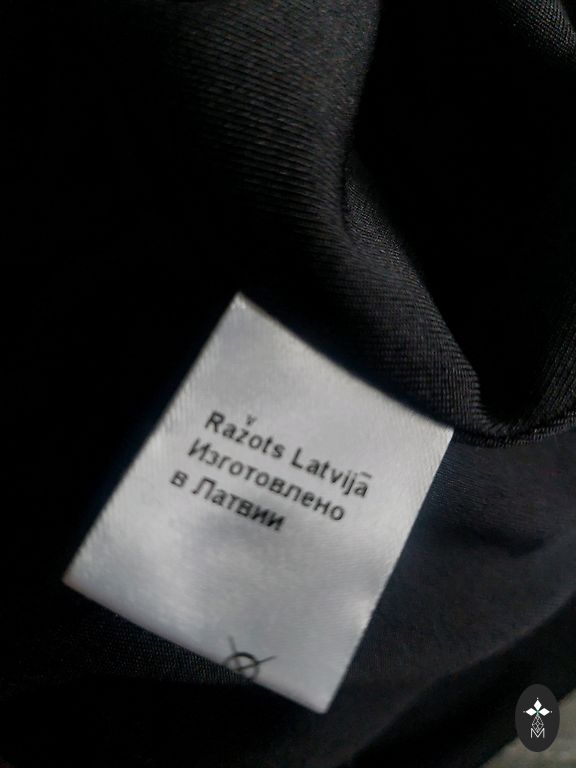 Ražots Latvijā
Изготовлено
в Латвии